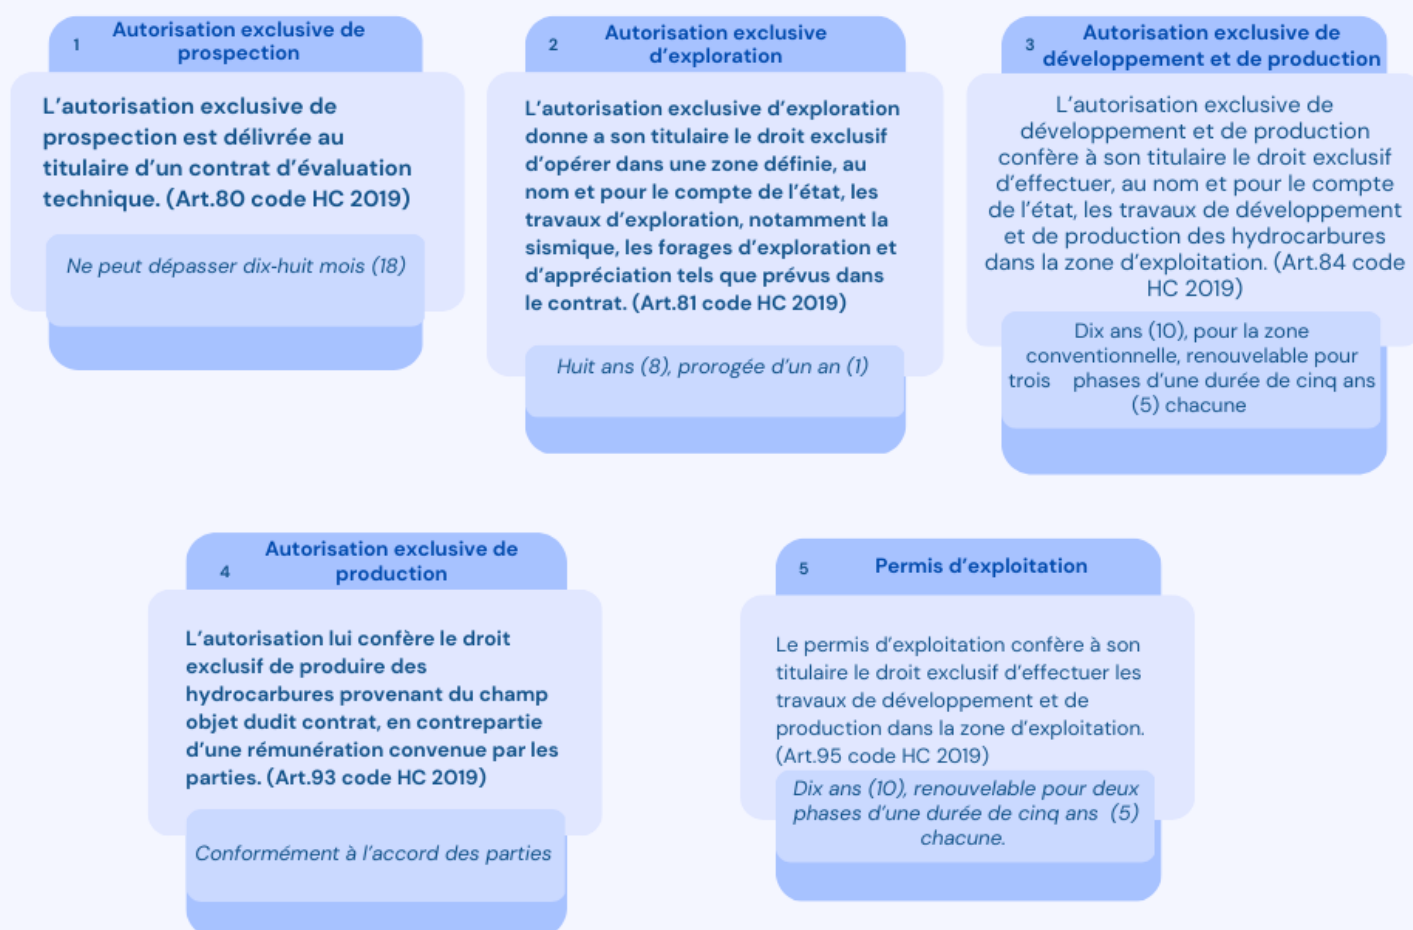 1
Autorisation exclusive de
prospection
L'autorisation exclusive de
prospection est délivrée au
titulaire d'un contrat d'évaluation
technique. (Art.80 code HC 2019)
Ne peut dépasser dix-huit mois (18)
2
Autorisation exclusive
d'exploration
L'autorisation exclusive d'exploration
donne a son titulaire le droit exclusif
d'opérer dans une zone définie, au
nom et pour le compte de l'état, les
travaux d'exploration, notamment la
sismique, les forages d'exploration et
d'appréciation tels que prévus dans
le contrat. (Art.81 code HC 2019)
Huit ans (8), prorogée d'un an (1)
3
Autorisation exclusive de
développement et de production
L'autorisation exclusive de
développement et de production
confère à son titulaire le droit exclusif
d'effectuer, au nom et pour le compte
de l'état, les travaux de développement
et de production des hydrocarbures
dans la zone d'exploitation. (Art.84 code
HC 2019)
Dix ans (10), pour la zone
conventionnelle, renouvelable pour
trois phases d'une durée de cinq ans
(5) chacune
4
Autorisation exclusive de
production
L'autorisation lui confère le droit
exclusif de produire des
hydrocarbures provenant du champ
objet dudit contrat, en contrepartie
d'une rémunération convenue par les
parties. (Art.93 code HC 2019)
Conformément à l'accord des parties
5
Permis d'exploitation
Le permis d'exploitation confère à son
titulaire le droit exclusif d'effectuer les
travaux de développement et de
production dans la zone d'exploitation.
(Art.95 code HC 2019)
Dix ans (10), renouvelable pour deux
phases d'une durée de cinq ans (5)
chacune.